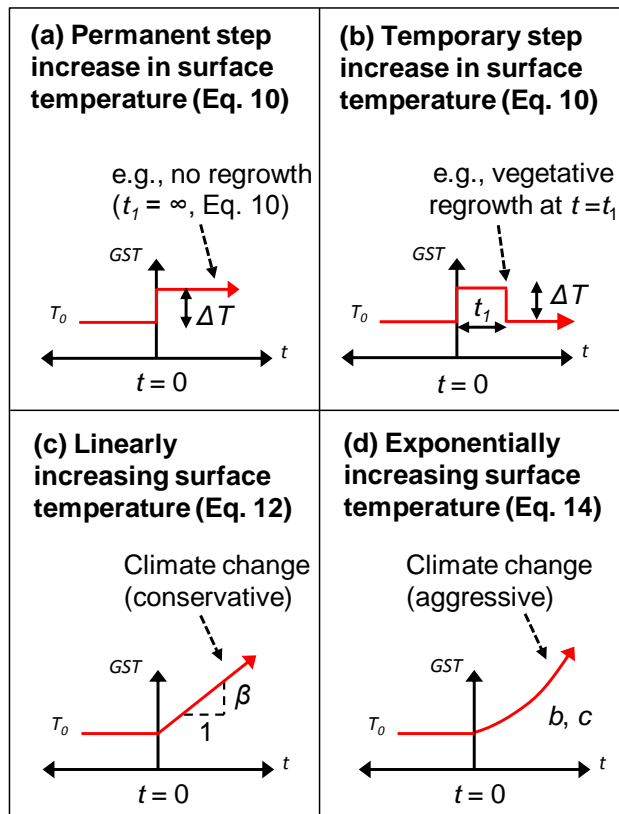 (a) Permanent step
increase in surface
temperature (Eq. 10)
e.g., no regrowth
(t₁ = ∞, Eq. 10)
GST
T₀
ΔT
t
t = 0
(b) Temporary step
increase in surface
temperature (Eq. 10)
e.g., vegetative
regrowth at t = t₁
GST
T₀
t₁
ΔT
t
t = 0
(c) Linearly
increasing surface
temperature (Eq. 12)
Climate change
(conservative)
GST
T₀
β
1
t
t = 0
(d) Exponentially
increasing surface
temperature (Eq. 14)
Climate change
(aggressive)
GST
T₀
b, c
t
t = 0